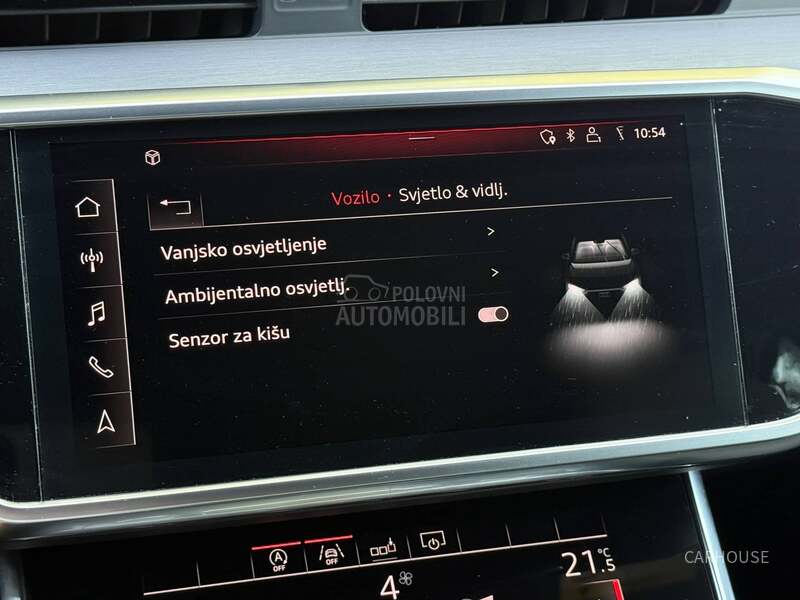 10:54
Vozilo · Svjetlo & vidlj.
Vanjsko osvjetljenje
Ambijentalno osvjetlj.
Senzor za kišu
POLOVNI
AUTOMOBILI
A
OFF
OFF
4
21.5 °C
CARHOUSE